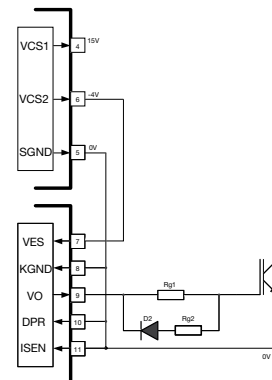 VCS1 4 15V
VCS2 6 -4V
SGND 5 0V
VES 7
KGND 8
VO 9 Rg1
DPR 10 D2 Rg2
ISEN 11 0V